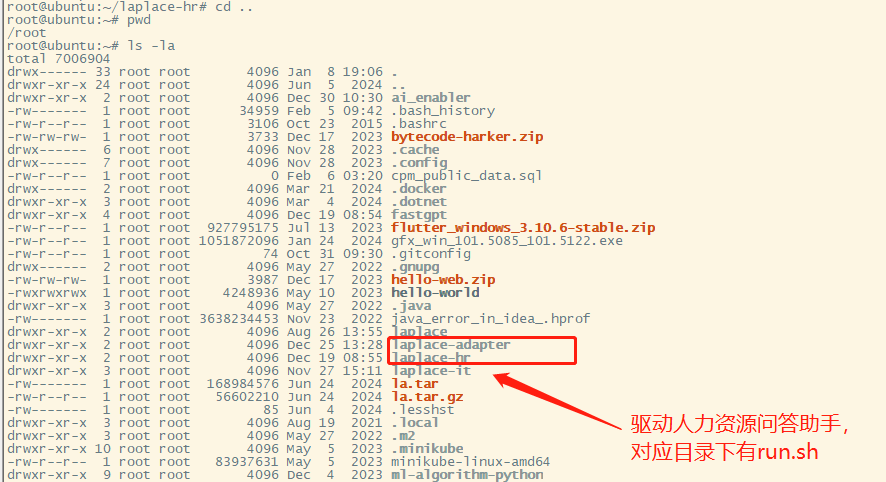 root@ubuntu:~/laplace-hr# cd ..
root@ubuntu:~# pwd
/root
root@ubuntu:~# ls -la
total 7006904
drwx------ 33 root root       4096 Jan  8 19:06 .
drwxr-xr-x 24 root root       4096 Jun  5  2024 ..
drwxr-xr-x  2 root root       4096 Dec 30 10:30 ai_enabler
-rw-------  1 root root      34959 Feb  5 09:42 .bash_history
-rw-r--r--  1 root root       3106 Oct 23  2015 .bashrc
-rw-rw-rw-  1 root root       3733 Dec 17  2023 bytecode-harker.zip
drwx------  6 root root       4096 Nov 28  2023 .cache
drwx------  7 root root       4096 Nov 28  2023 .config
-rw-r--r--  1 root root          0 Feb  6 03:20 cpm_public_data.sql
drwx------  2 root root       4096 Mar 21  2024 .docker
drwxr-xr-x  3 root root       4096 Mar  4  2024 .dotnet
drwxr-xr-x  4 root root       4096 Dec 19 08:54 fastgpt
-rw-r--r--  1 root root  927795175 Jul 13  2023 flutter_windows_3.10.6-stable.zip
-rw-r--r--  1 root root 1051872096 Jan 24  2024 gfx_win_101.5085_101.5122.exe
-rw-r--r--  1 root root         74 Oct 31 09:30 .gitconfig
drwx------  2 root root       4096 May 27  2022 .gnupg
-rw-rw-rw-  1 root root       3987 Dec 17  2023 hello-web.zip
-rwxrwxrwx  1 root root    4248936 May 10  2023 hello-world
drwxr-xr-x  3 root root       4096 May 27  2022 .java
-rw-------  1 root root 3638234453 Nov 23  2022 java_error_in_idea_.hprof
drwxr-xr-x  2 root root       4096 Aug 26 13:55 laplace
drwxr-xr-x  2 root root       4096 Dec 25 13:28 laplace-adapter
drwxr-xr-x  2 root root       4096 Dec 19 08:55 laplace-hr
drwxr-xr-x  3 root root       4096 Nov 27 15:11 laplace-it
-rw-------  1 root root  168984576 Jun 24  2024 la.tar
-rw-r--r--  1 root root   56602210 Jun 24  2024 la.tar.gz
-rw-------  1 root root         85 Jun  4  2024 .lesshst
drwxr-xr-x  3 root root       4096 Aug 19  2021 .local
drwxr-xr-x  3 root root       4096 May 27  2022 .m2
drwxr-xr-x 10 root root       4096 May  5  2023 .minikube
-rw-r--r--  1 root root   83937631 May  5  2023 minikube-linux-amd64
drwxr-xr-x  9 root root       4096 Dec  4  2023 ml-algorithm-python
驱动人力资源问答助手，
对应目录下有run.sh